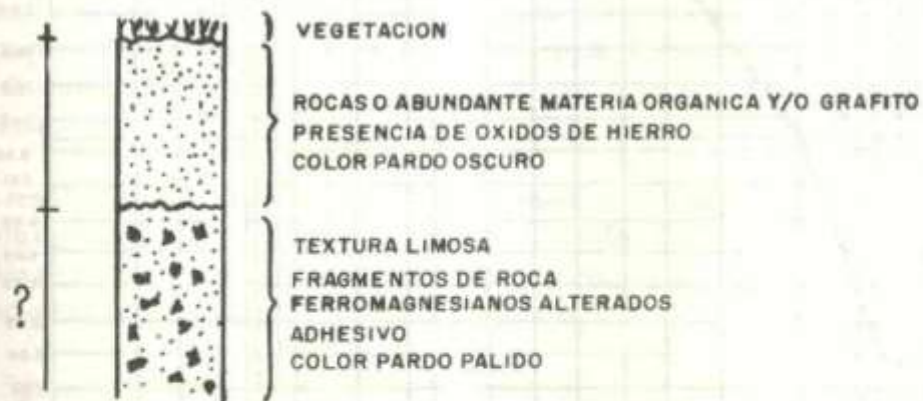 VEGETACION
ROCAS O ABUNDANTE MATERIA ORGANICA Y/O GRAFITO
PRESENCIA DE OXIDOS DE HIERRO
COLOR PARDO OSCURO
TEXTURA LIMOSA
FRAGMENTOS DE ROCA
FERROMAGNESIANOS ALTERADOS
ADHESIVO
COLOR PARDO PALIDO
?